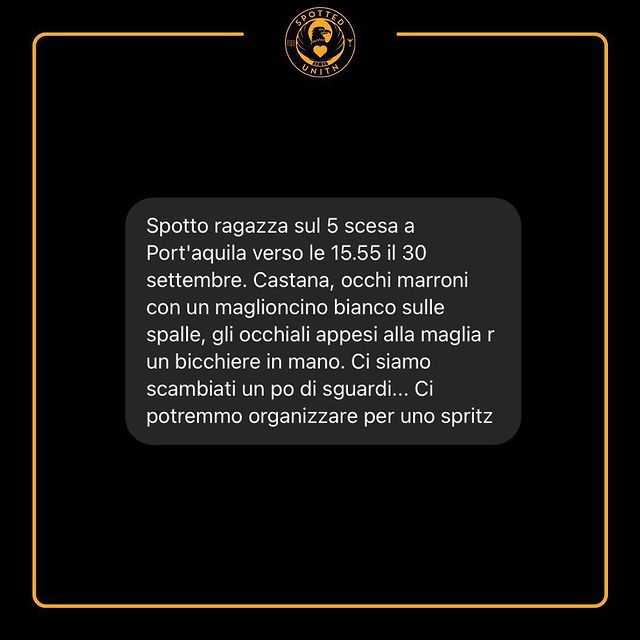 SPOTTED
UNITN
Spotto ragazza sul 5 scesa a
Port'aquila verso le 15.55 il 30
settembre. Castana, occhi marroni
con un maglioncino bianco sulle
spalle, gli occhiali appesi alla maglia r
un bicchiere in mano. Ci siamo
scambiati un po di sguardi... Ci
potremmo organizzare per uno spritz